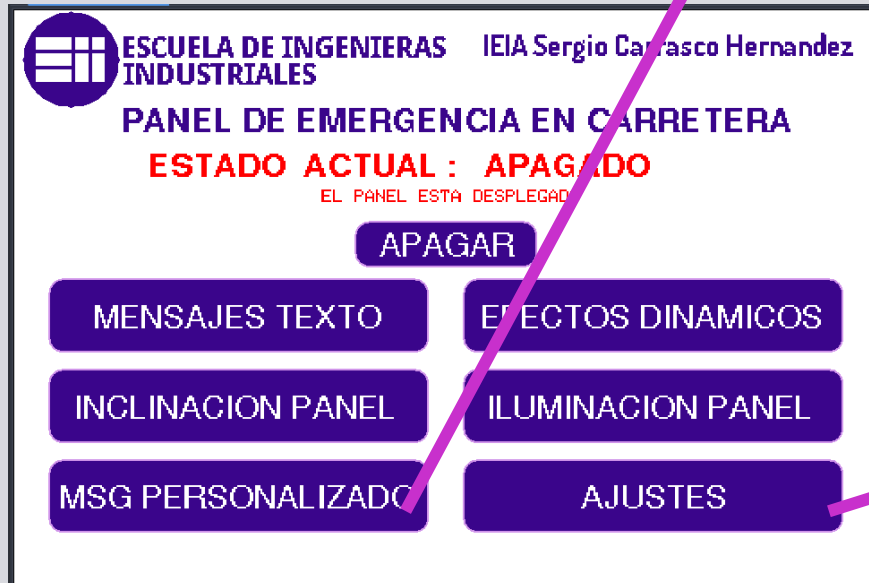 ESCUELA DE INGENIERAS
INDUSTRIALES
IEIA Sergio Carrasco Hernandez
PANEL DE EMERGENCIA EN CARRETERA
ESTADO ACTUAL : APAGADO
EL PANEL ESTA DESPLEGADO
APAGAR
MENSAJES TEXTO
EFECTOS DINAMICOS
INCLINACION PANEL
ILUMINACION PANEL
MSG PERSONALIZADO
AJUSTES